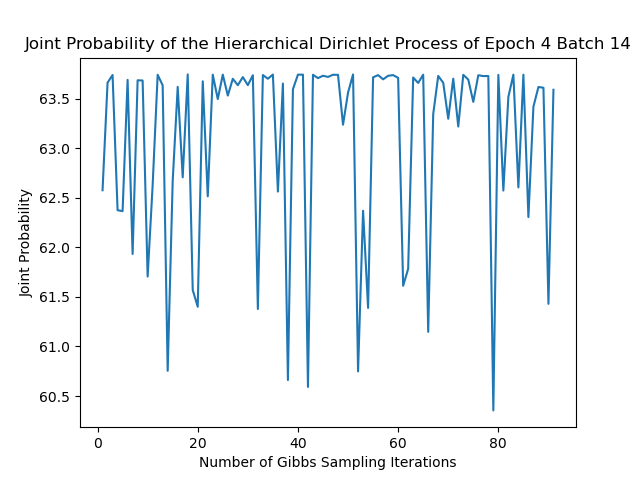 Joint Probability of the Hierarchical Dirichlet Process of Epoch 4 Batch 14
Joint Probability
63.5
63.0
62.5
62.0
61.5
61.0
60.5
0 20 40 60 80
Number of Gibbs Sampling Iterations